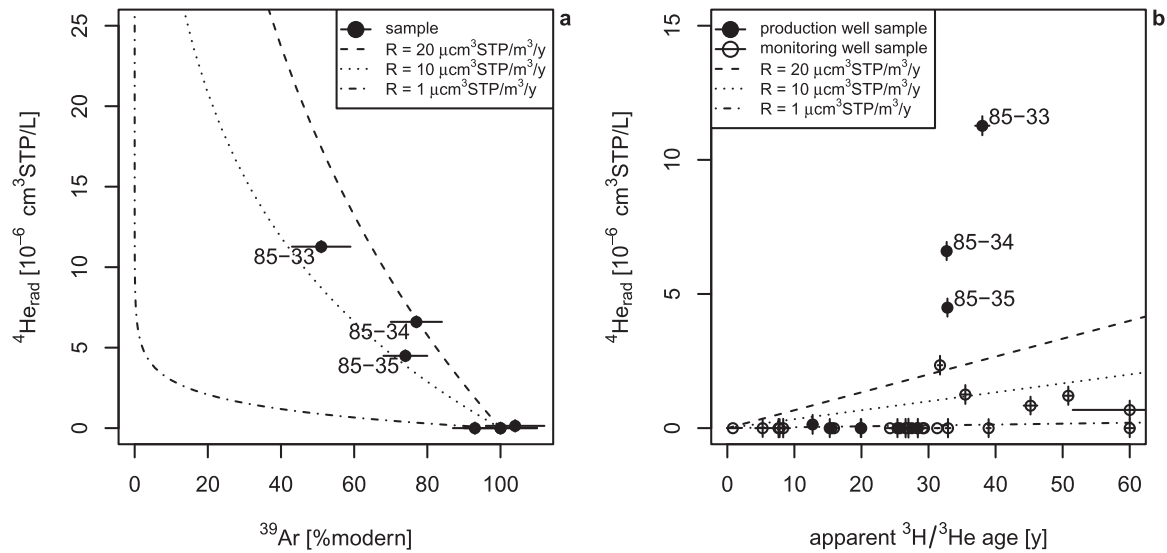 a
sample
R = 20 μcm³STP/m³/y
R = 10 μcm³STP/m³/y
R = 1 μcm³STP/m³/y
25
20
15
10
5
0
⁴Heᵣₐd [10⁻⁶ cm³STP/L]
85−33
85−34
85−35
0 20 40 60 80 100
³⁹Ar [%modern]
b
production well sample
monitoring well sample
R = 20 μcm³STP/m³/y
R = 10 μcm³STP/m³/y
R = 1 μcm³STP/m³/y
15
10
5
0
⁴Heᵣₐd [10⁻⁶ cm³STP/L]
85−33
85−34
85−35
0 10 20 30 40 50 60
apparent ³H/³He age [y]